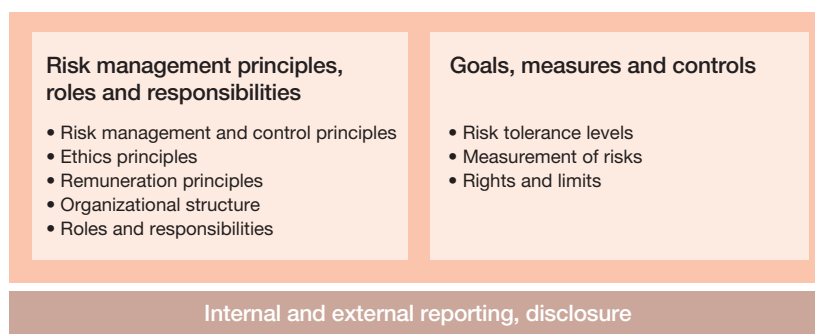 Risk management principles,
roles and responsibilities
• Risk management and control principles
• Ethics principles
• Remuneration principles
• Organizational structure
• Roles and responsibilities
Goals, measures and controls
• Risk tolerance levels
• Measurement of risks
• Rights and limits
Internal and external reporting, disclosure